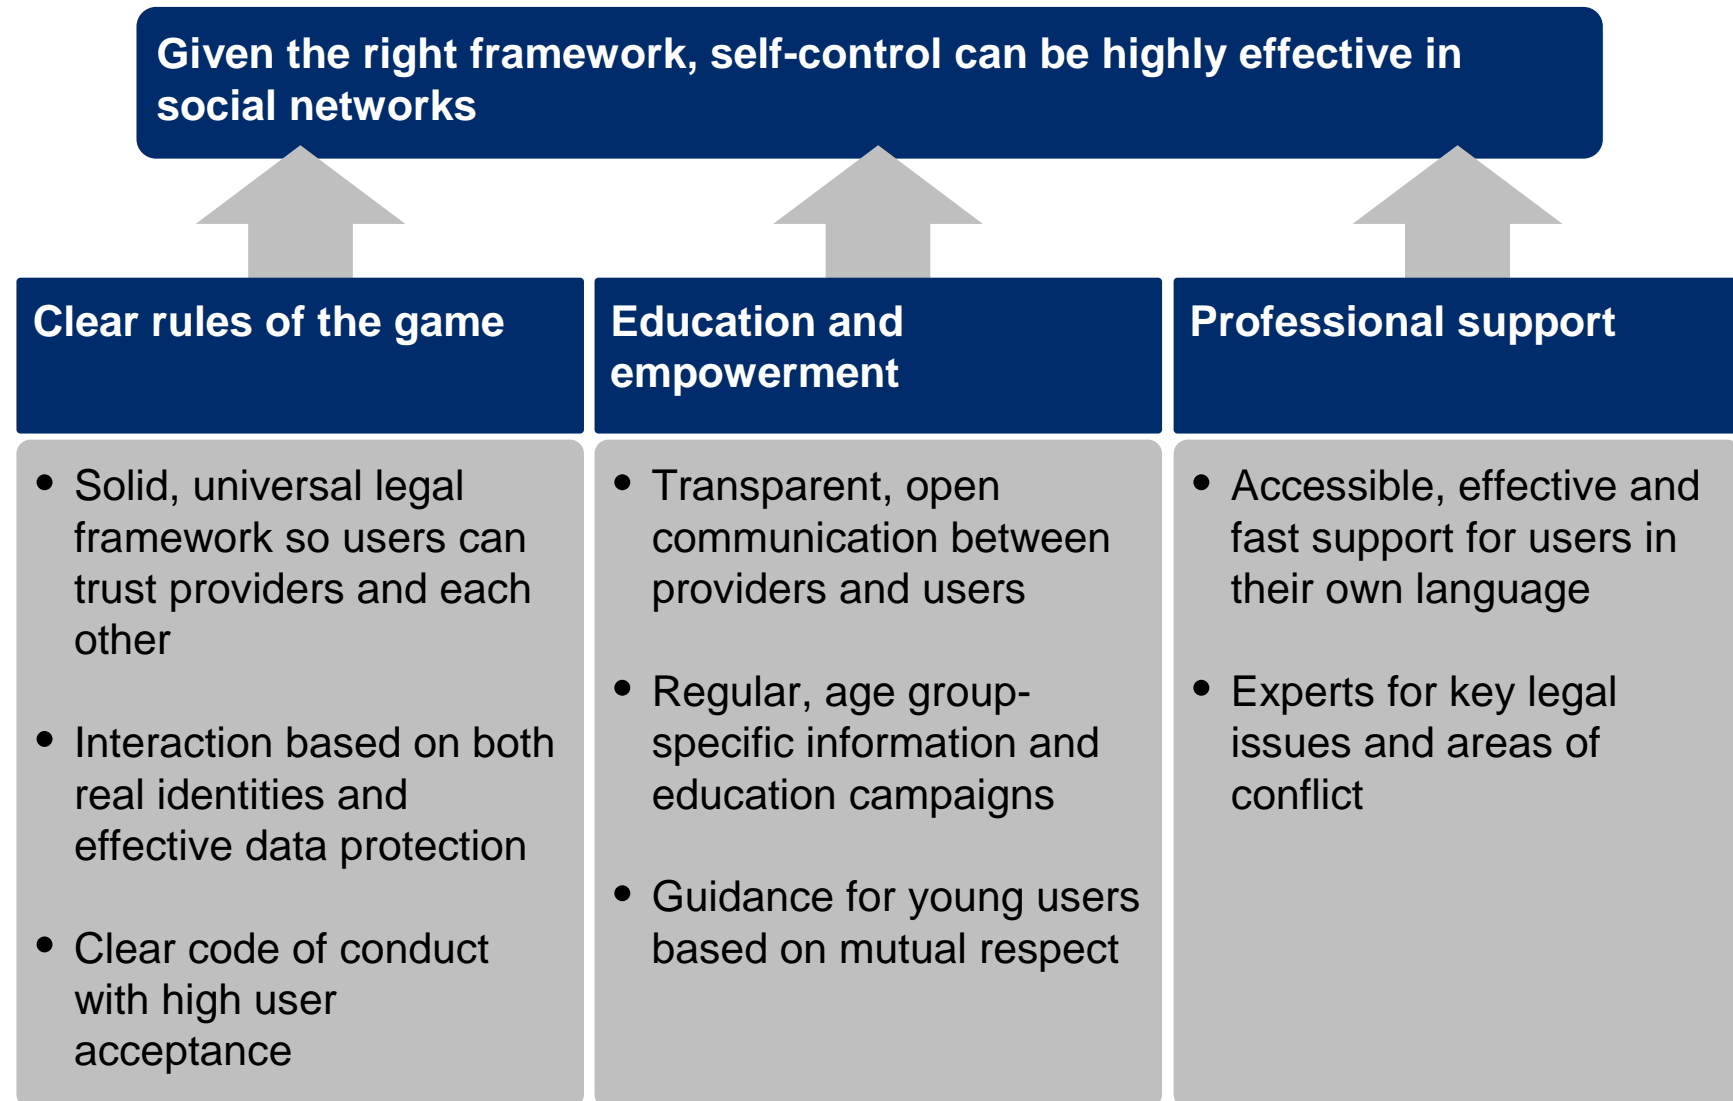 Given the right framework, self-control can be highly effective in
social networks
Clear rules of the game
Education and
empowerment
Professional support
• Solid, universal legal
framework so users can
trust providers and each
other
• Interaction based on both
real identities and
effective data protection
• Clear code of conduct
with high user
acceptance
• Transparent, open
communication between
providers and users
• Regular, age group-
specific information and
education campaigns
• Guidance for young users
based on mutual respect
• Accessible, effective and
fast support for users in
their own language
• Experts for key legal
issues and areas of
conflict